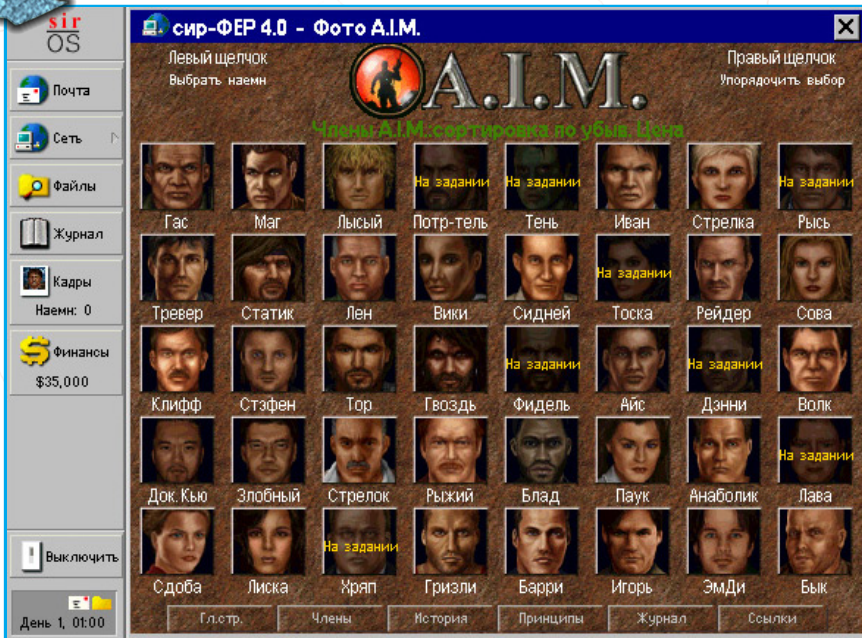 sir
OS
Почта
Сеть
Файлы
Журнал
Кадры
Наемн: 0
Финансы
$35,000
Выключить
День 1, 01:00
сир-ФЕР 4.0 - Фото A.I.M.
Левый щелчок
Выбрать наемн
A.I.M.
Правый щелчок
Упорядочить выбор
Члены A.I.M.:сортировка по убыв. Цена
На задании На задании На задании
Гас Маг Лысый Потр-тель Тень Иван Стрелка Рысь
На задании
Тревер Статик Лен Вики Сидней Тоска Рейдер Сова
На задании На задании
Клифф Стэфен Тор Гвоздь Фидель Айс Дэнни Волк
На задании
Док.Кью Злобный Стрелок Рыжий Блад Паук Анаболик Лава
На задании
Сдоба Лиска Хряп Гризли Барри Игорь ЭмДи Бык
Гл.стр. Члены История Принципы Журнал Ссылки